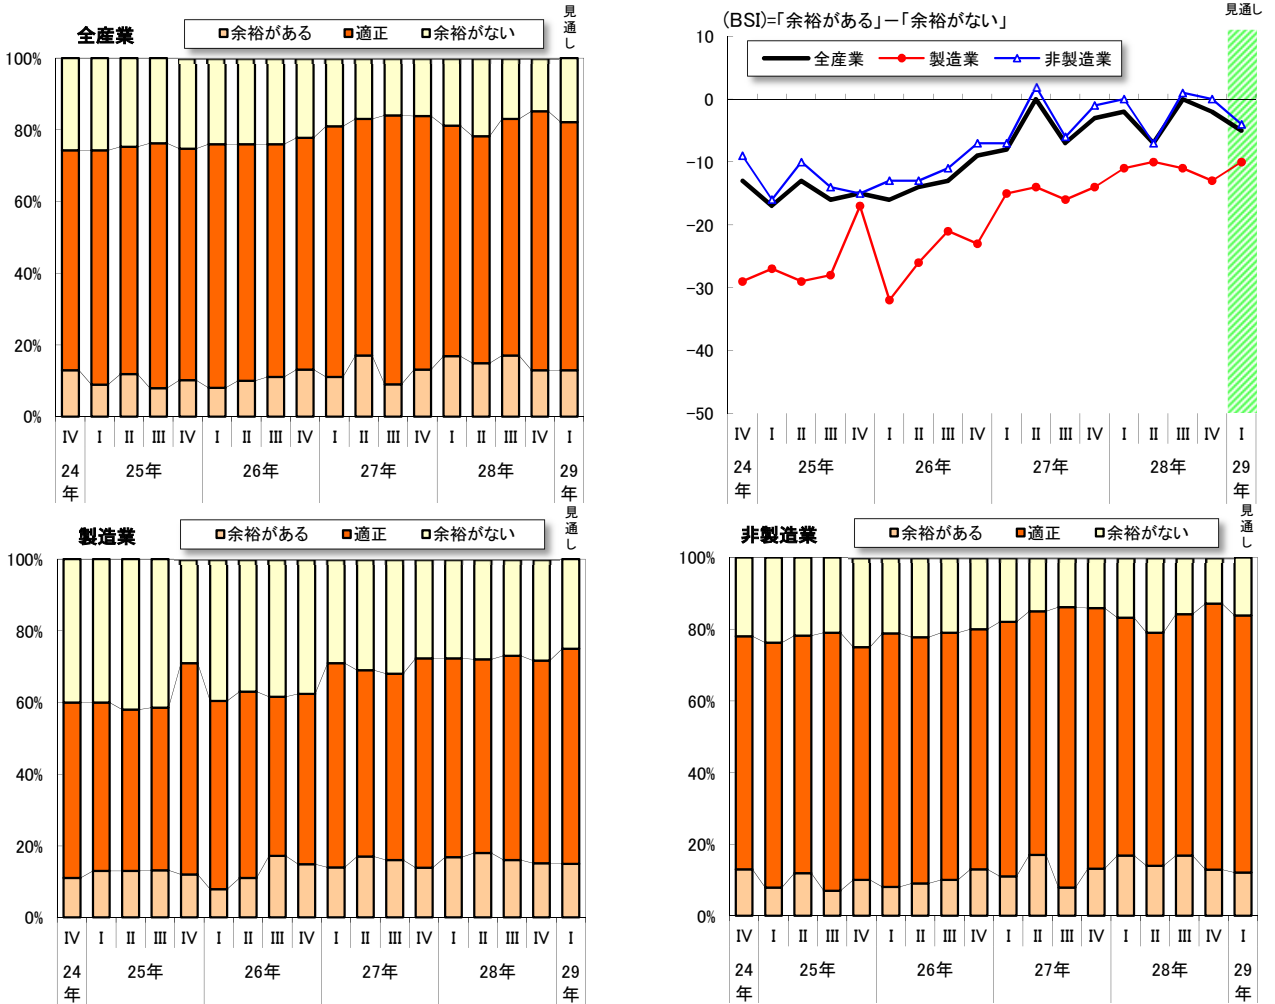 全産業
余裕がある 適正 余裕がない
見通し
100%
80%
60%
40%
20%
0%
Ⅳ Ⅰ Ⅱ Ⅲ Ⅳ Ⅰ Ⅱ Ⅲ Ⅳ Ⅰ Ⅱ Ⅲ Ⅳ Ⅰ Ⅱ Ⅲ Ⅳ Ⅰ
24年 25年 26年 27年 28年 29年
(BSI)=「余裕がある」－「余裕がない」
見通し
全産業 製造業 非製造業
10
0
-10
-20
-30
-40
-50
Ⅳ Ⅰ Ⅱ Ⅲ Ⅳ Ⅰ Ⅱ Ⅲ Ⅳ Ⅰ Ⅱ Ⅲ Ⅳ Ⅰ Ⅱ Ⅲ Ⅳ Ⅰ
24年 25年 26年 27年 28年 29年
製造業
余裕がある 適正 余裕がない
見通し
100%
80%
60%
40%
20%
0%
Ⅳ Ⅰ Ⅱ Ⅲ Ⅳ Ⅰ Ⅱ Ⅲ Ⅳ Ⅰ Ⅱ Ⅲ Ⅳ Ⅰ Ⅱ Ⅲ Ⅳ Ⅰ
24年 25年 26年 27年 28年 29年
非製造業
余裕がある 適正 余裕がない
見通し
100%
80%
60%
40%
20%
0%
Ⅳ Ⅰ Ⅱ Ⅲ Ⅳ Ⅰ Ⅱ Ⅲ Ⅳ Ⅰ Ⅱ Ⅲ Ⅳ Ⅰ Ⅱ Ⅲ Ⅳ Ⅰ
24年 25年 26年 27年 28年 29年